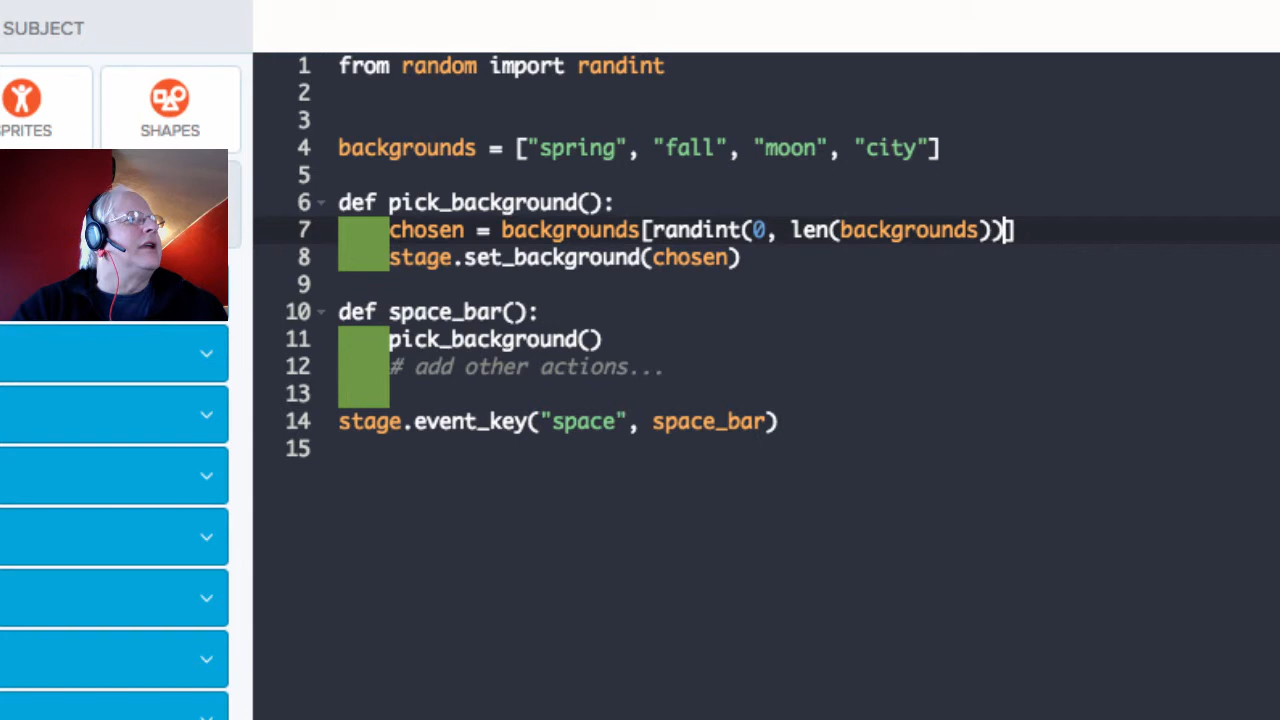 SUBJECT
PRITES
SHAPES
1 from random import randint
2
3
4 backgrounds = ["spring", "fall", "moon", "city"]
5
6 def pick_background():
7 chosen = backgrounds[randint(0, len(backgrounds))]
8 stage.set_background(chosen)
9
10 def space_bar():
11 pick_background()
12 # add other actions...
13
14 stage.event_key("space", space_bar)
15